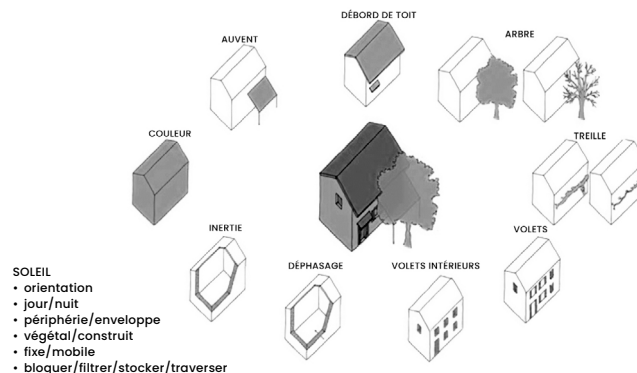 DÉBORD DE TOIT
AUVENT
ARBRE
COULEUR
TREILLE
INERTIE
VOLETS
DÉPHASAGE
VOLETS INTÉRIEURS
SOLEIL
• orientation
• jour/nuit
• périphérie/enveloppe
• végétal/construit
• fixe/mobile
• bloquer/filtrer/stocker/traverser